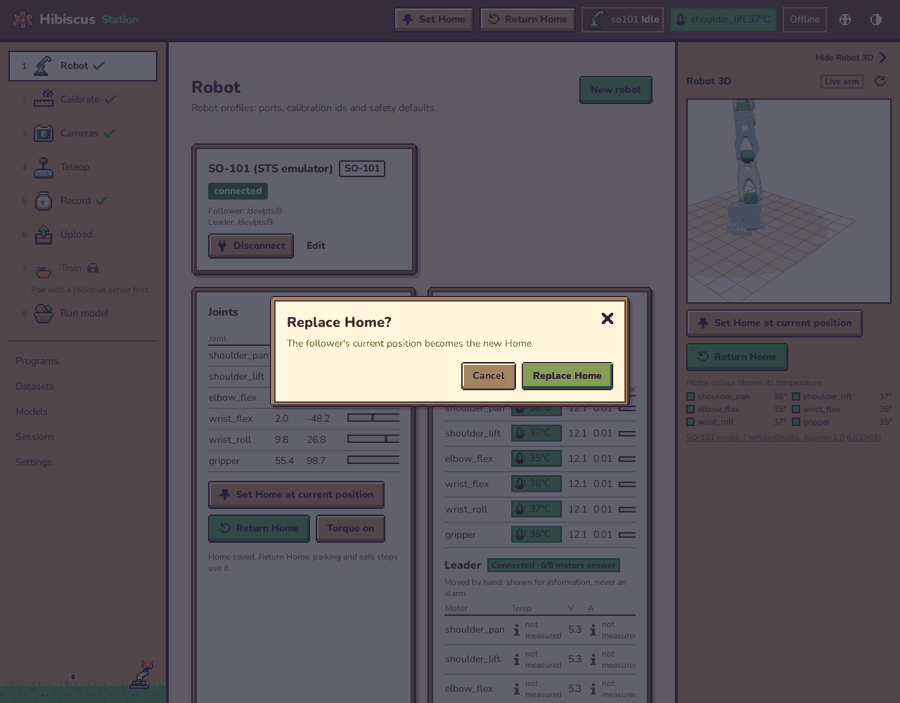 Hibiscus Station
Set Home
Return Home
so101 Idle
shoulder_lift 37°C
Offline
1 Robot
2 Calibrate
3 Cameras
4 Teleop
5 Record
6 Upload
7 Train
Pair with a Hibiscus server first.
8 Run model
Programs
Datasets
Models
Sessions
Settings
Robot
Robot profiles: ports, calibration ids and safety defaults.
New robot
SO-101 (STS emulator) SO-101
connected
Follower: /dev/pts/8
Leader: /dev/pts/9
Disconnect Edit
Joints
Joint
shoulder_pan
shoulder_lift
elbow_flex
wrist_flex 2.0 -48.2
wrist_roll 9.8 26.8
gripper 55.4 98.7
Set Home at current position
Return Home Torque on
Home saved. Return Home, parking and safe stops
use it.
Replace Home?
The follower's current position becomes the new Home.
Cancel Replace Home
shoulder_pan 36°C 12.1 0.01
shoulder_lift 37°C 12.1 0.01
elbow_flex 35°C 12.1 0.01
wrist_flex 36°C 12.1 0.01
wrist_roll 37°C 12.1 0.01
gripper 35°C 12.1 0.01
Leader Connected · 6/6 motors answer
Moved by hand: shown for information, never an
alarm.
Motor Temp V A
shoulder_pan not measured 5.3 not measured
shoulder_lift not measured 5.3 not measured
elbow_flex not measured 5.3 not measured
Hide Robot 3D
Robot 3D Live arm
Set Home at current position
Return Home
Motor colour shows its temperature
shoulder_pan 36° shoulder_lift 37°
elbow_flex 35° wrist_flex 36°
wrist_roll 37° gripper 35°
SO-101 model: TheRobotStudio, Apache-2.0 (LICENSE)